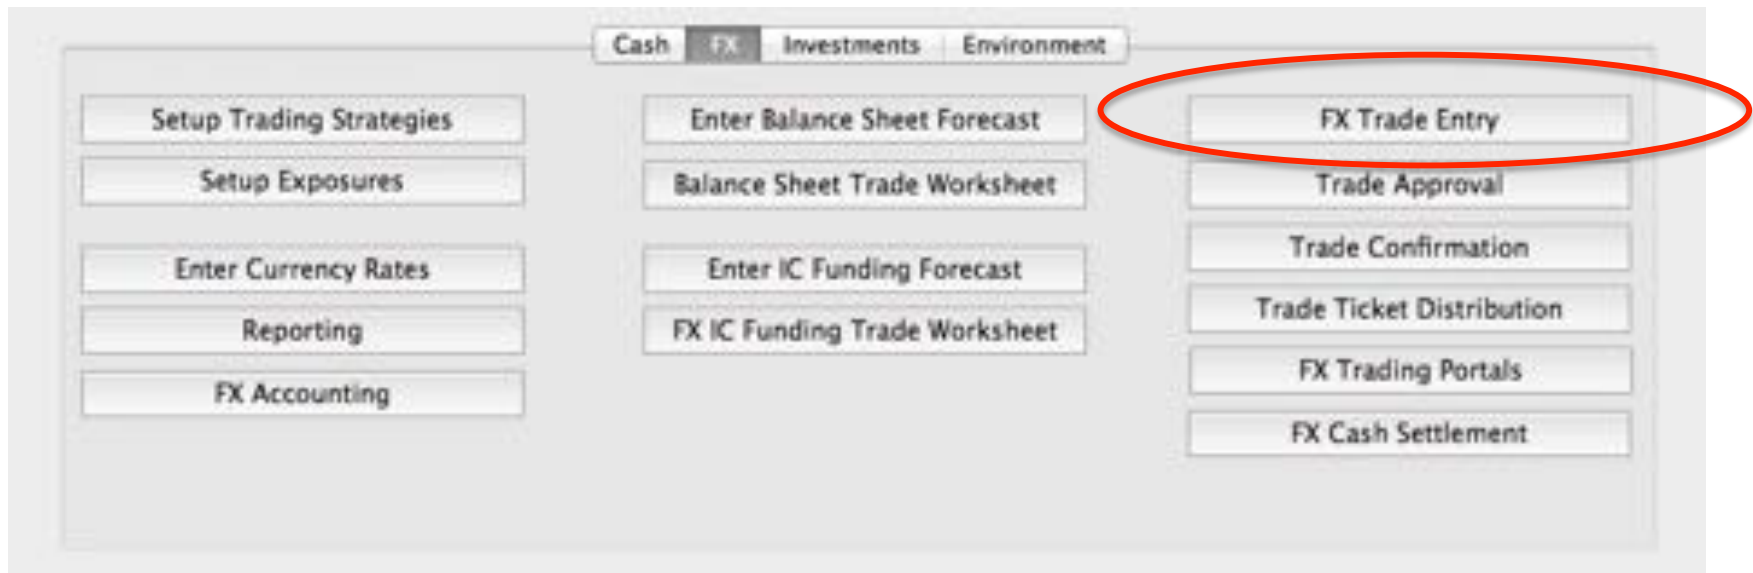 Cash FX Investments Environment
Setup Trading Strategies
Setup Exposures
Enter Currency Rates
Reporting
FX Accounting
Enter Balance Sheet Forecast
Balance Sheet Trade Worksheet
Enter IC Funding Forecast
FX IC Funding Trade Worksheet
FX Trade Entry
Trade Approval
Trade Confirmation
Trade Ticket Distribution
FX Trading Portals
FX Cash Settlement